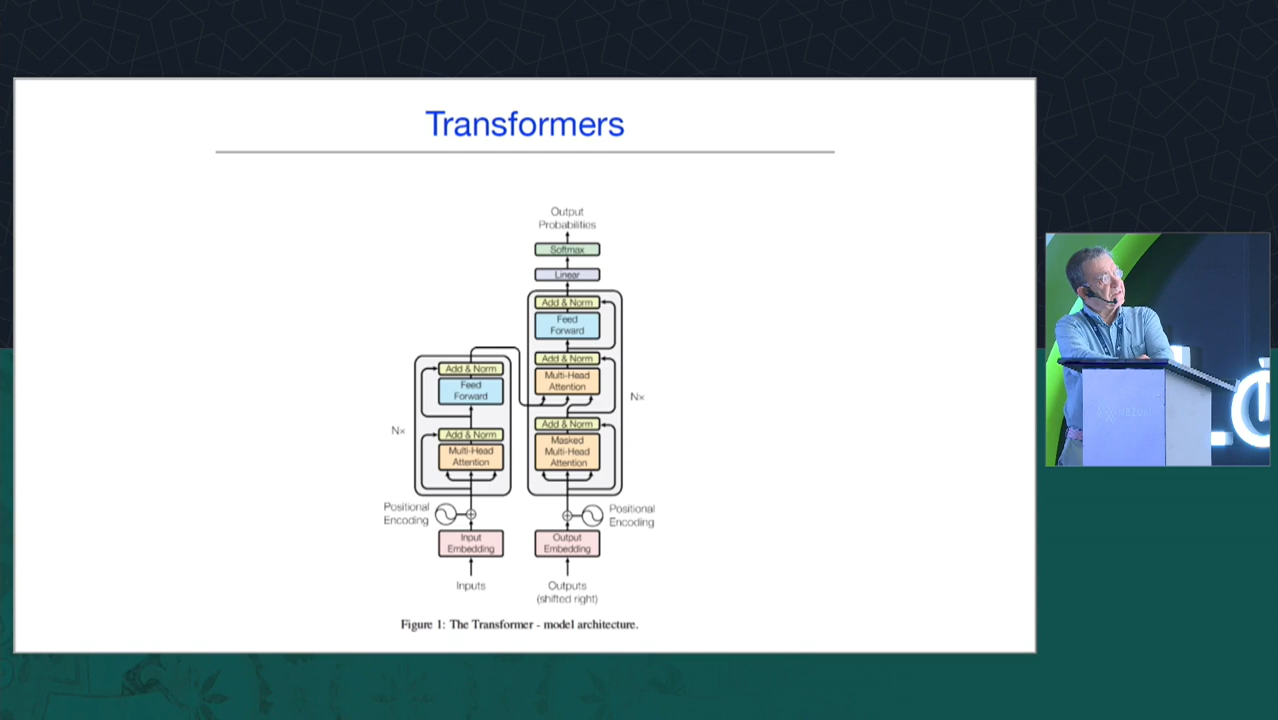 Transformers
Output
Probabilities
Softmax
Linear
Add & Norm
Feed
Forward
Add & Norm
Multi-Head
Attention
Add & Norm
Masked
Multi-Head
Attention
Nx
Add & Norm
Feed
Forward
Add & Norm
Multi-Head
Attention
Nx
Positional
Encoding
Positional
Encoding
Input
Embedding
Output
Embedding
Inputs
Outputs
(shifted right)
Figure 1: The Transformer - model architecture.